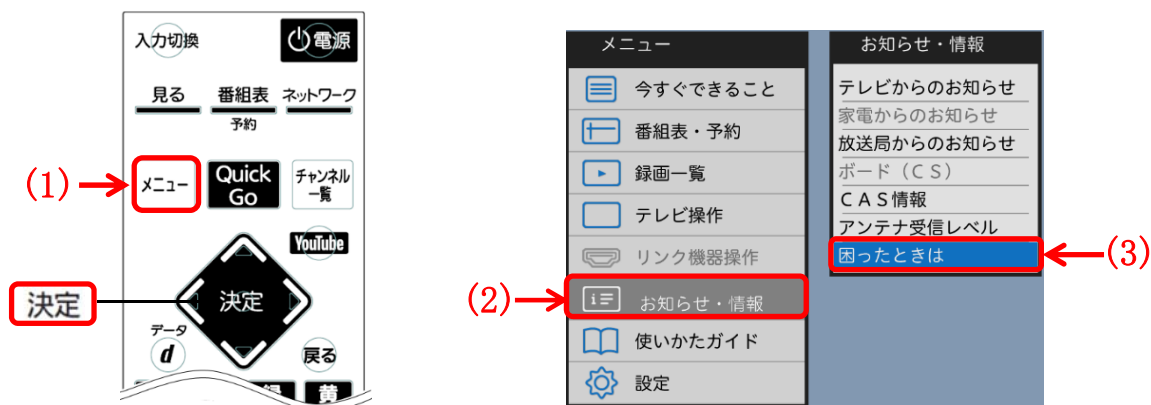 入力切換
電源
見る
番組表
ネットワーク
予約
(1)
メニュー
Quick
Go
チャンネル
一覧
YouTube
決定
決定
データ
d
戻る
黄
メニュー
今すぐできること
番組表・予約
録画一覧
テレビ操作
リンク機器操作
(2)
お知らせ・情報
使いかたガイド
設定
お知らせ・情報
テレビからのお知らせ
家電からのお知らせ
放送局からのお知らせ
ボード（ＣＳ）
ＣＡＳ情報
アンテナ受信レベル
困ったときは
(3)